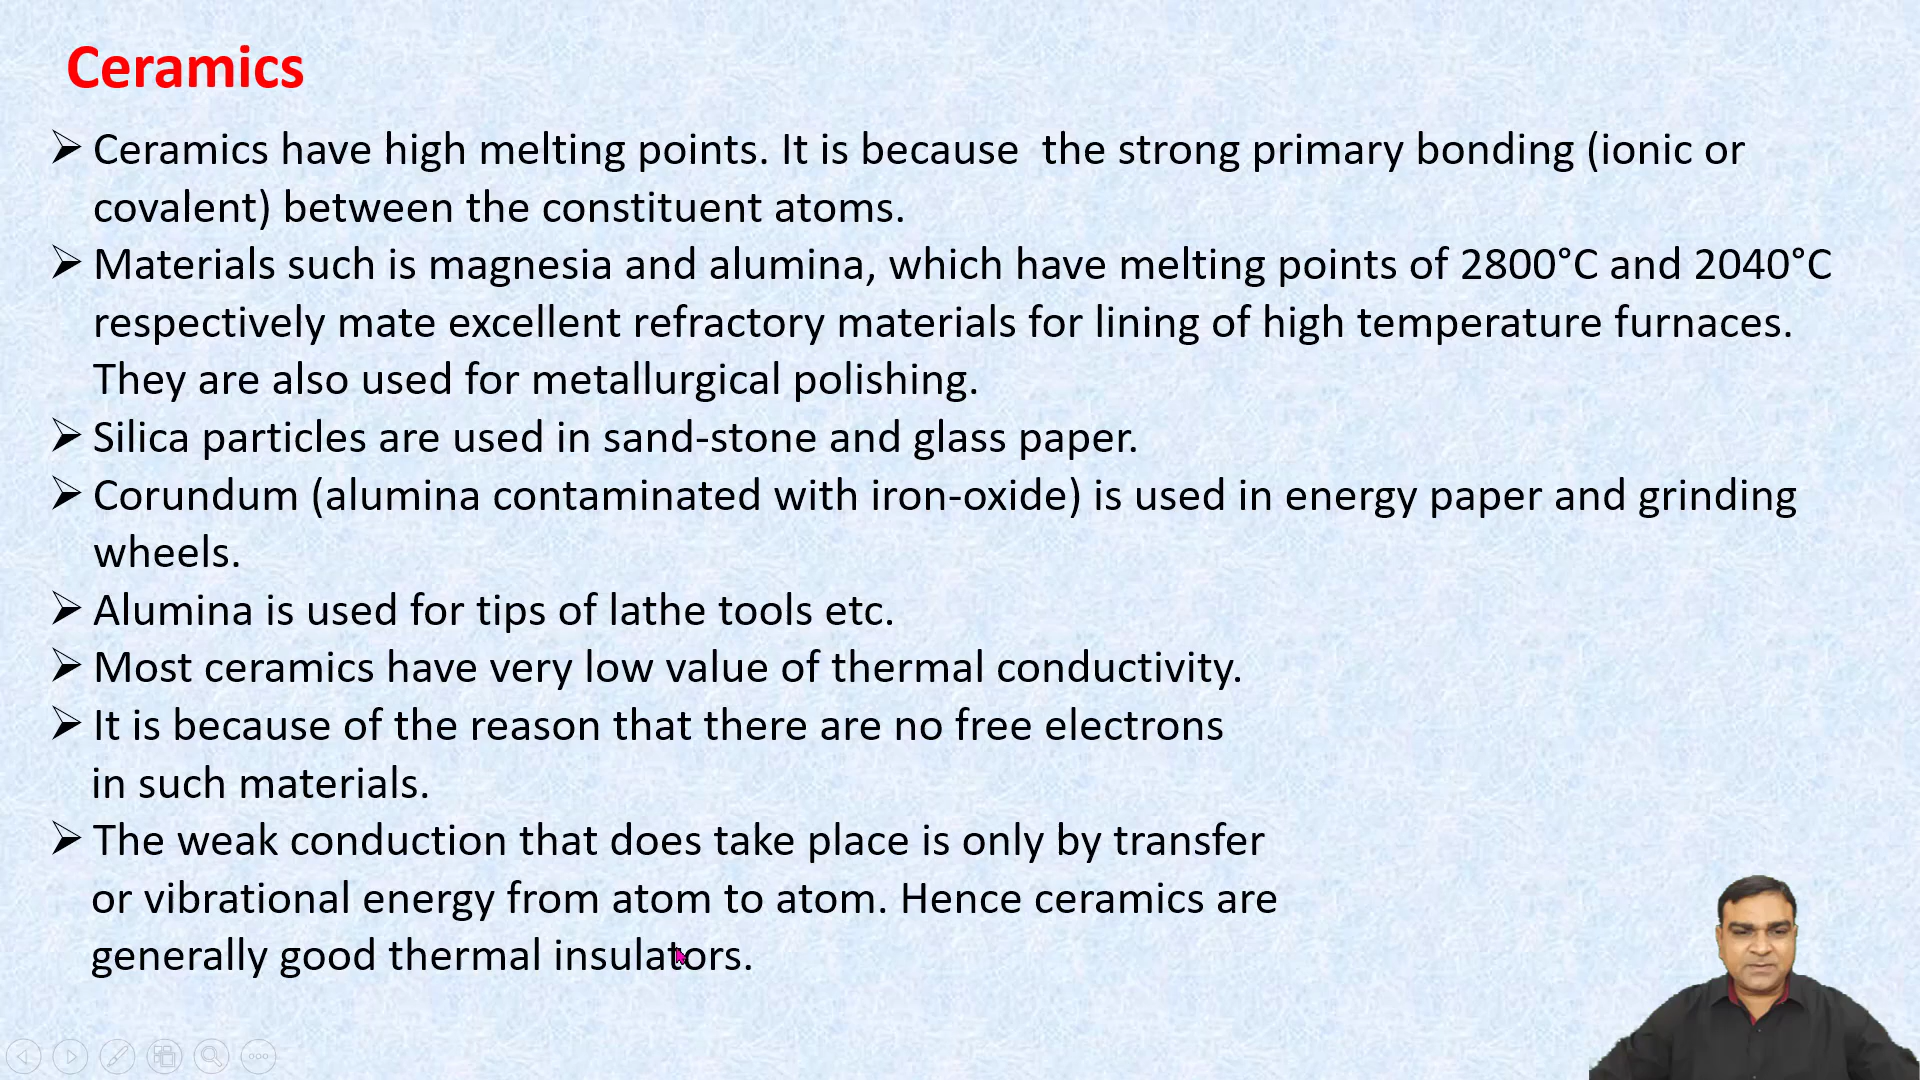 Ceramics
Ceramics have high melting points. It is because the strong primary bonding (ionic or
covalent) between the constituent atoms.
Materials such is magnesia and alumina, which have melting points of 2800°C and 2040°C
respectively mate excellent refractory materials for lining of high temperature furnaces.
They are also used for metallurgical polishing.
Silica particles are used in sand-stone and glass paper.
Corundum (alumina contaminated with iron-oxide) is used in energy paper and grinding
wheels.
Alumina is used for tips of lathe tools etc.
Most ceramics have very low value of thermal conductivity.
It is because of the reason that there are no free electrons
in such materials.
The weak conduction that does take place is only by transfer
or vibrational energy from atom to atom. Hence ceramics are
generally good thermal insulators.